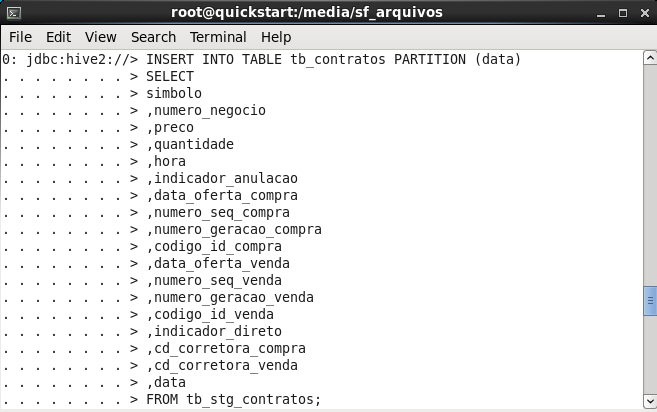 root@quickstart:/media/sf_arquivos
File Edit View Search Terminal Help
0: jdbc:hive2://> INSERT INTO TABLE tb_contratos PARTITION (data)
. . . . . . . . > SELECT
. . . . . . . . > simbolo
. . . . . . . . > ,numero_negocio
. . . . . . . . > ,preco
. . . . . . . . > ,quantidade
. . . . . . . . > ,hora
. . . . . . . . > ,indicador_anulacao
. . . . . . . . > ,data_oferta_compra
. . . . . . . . > ,numero_seq_compra
. . . . . . . . > ,numero_geracao_compra
. . . . . . . . > ,codigo_id_compra
. . . . . . . . > ,data_oferta_venda
. . . . . . . . > ,numero_seq_venda
. . . . . . . . > ,numero_geracao_venda
. . . . . . . . > ,codigo_id_venda
. . . . . . . . > ,indicador_direto
. . . . . . . . > ,cd_corretora_compra
. . . . . . . . > ,cd_corretora_venda
. . . . . . . . > ,data
. . . . . . . . > FROM tb_stg_contratos;